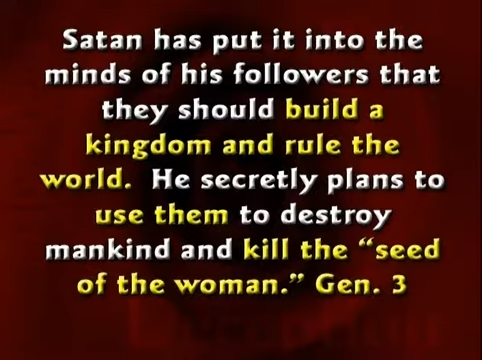 Satan has put it into the
minds of his followers that
they should build a
kingdom and rule the
world. He secretly plans to
use them to destroy
mankind and kill the “seed
of the woman.” Gen. 3